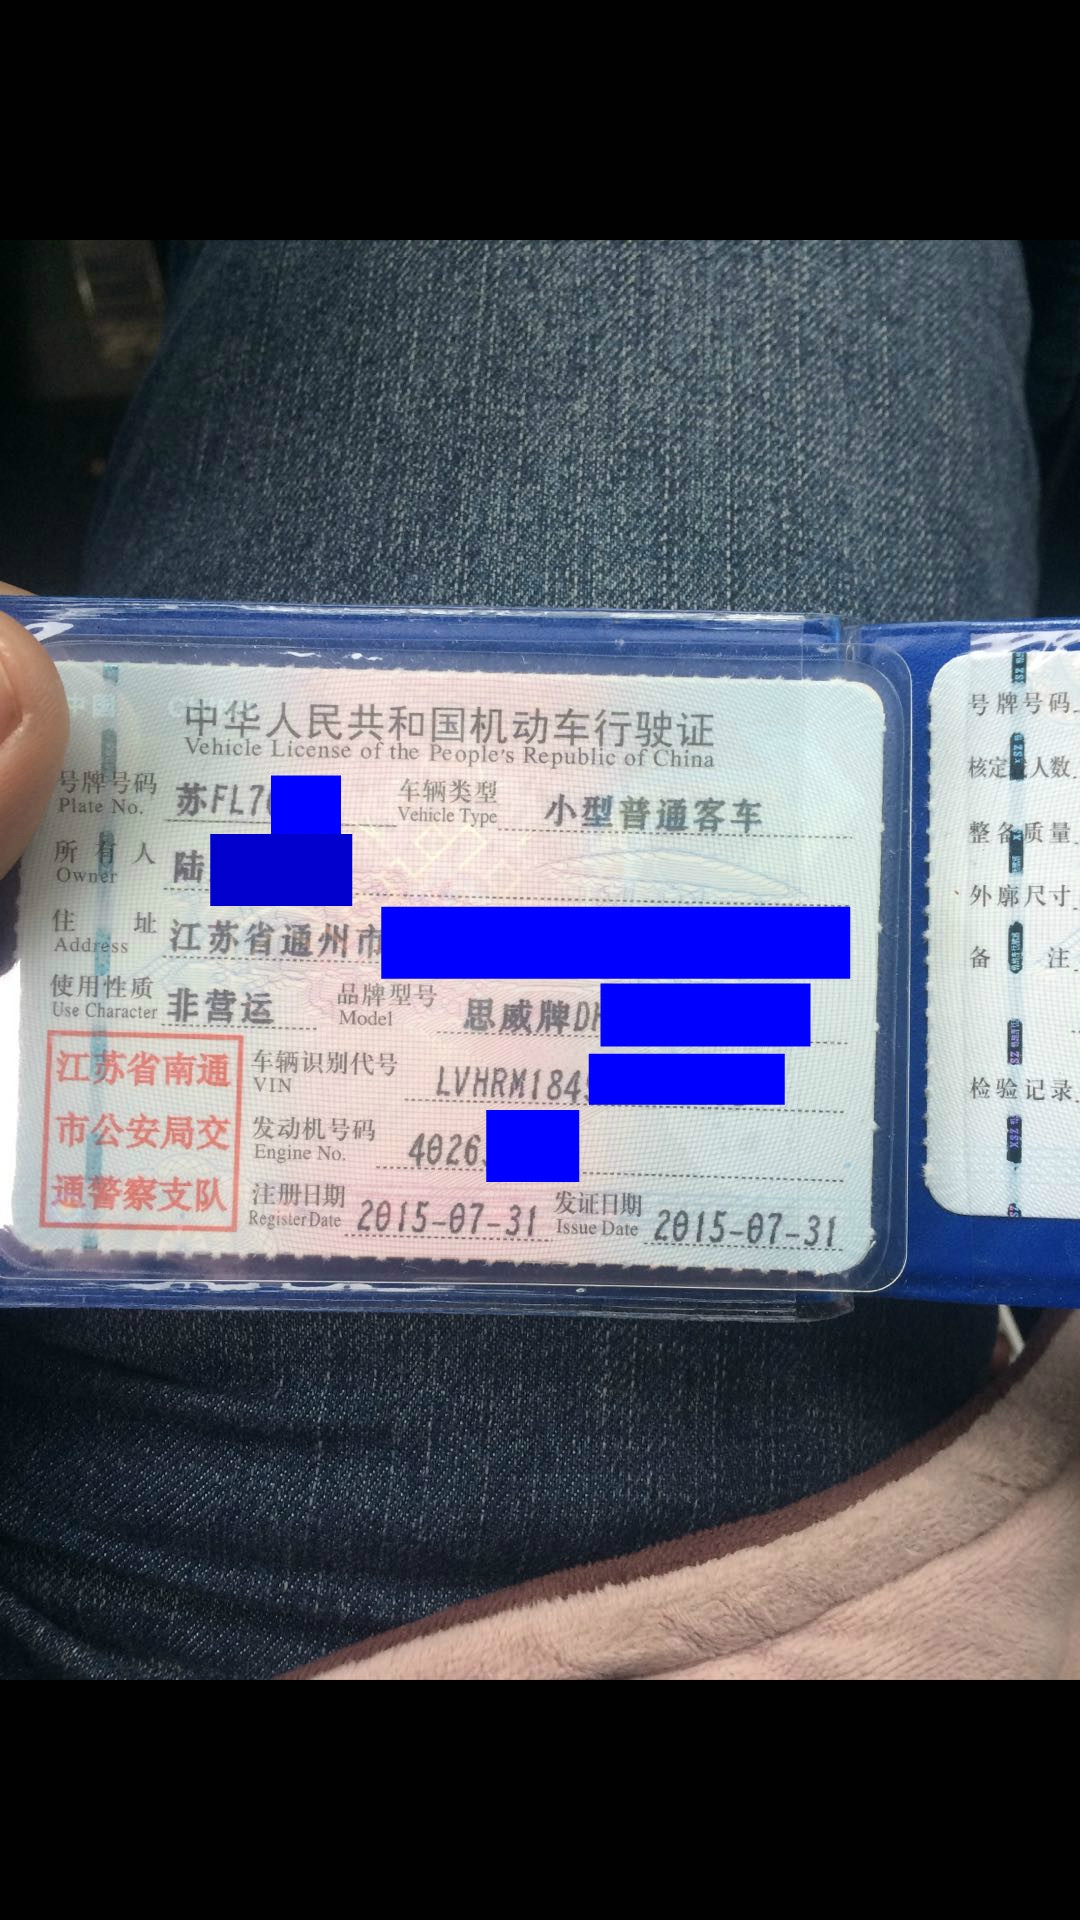 中华人民共和国机动车行驶证
Vehicle License of the People's Republic of China
号牌号码 苏FL7 车辆类型 小型普通客车
Plate No. Vehicle Type
所有人 陆
Owner
住址 江苏省通州市
Address
使用性质 非营运 品牌型号 思威牌D
Use Character Model
车辆识别代号 LVHRM184
VIN
发动机号码 4026
Engine No.
注册日期 2015-07-31 发证日期 2015-07-31
Register Date Issue Date
江苏省南通
市公安局交
通警察支队
号牌号码
核定载人数
整备质量
外廓尺寸
备注
检验记录